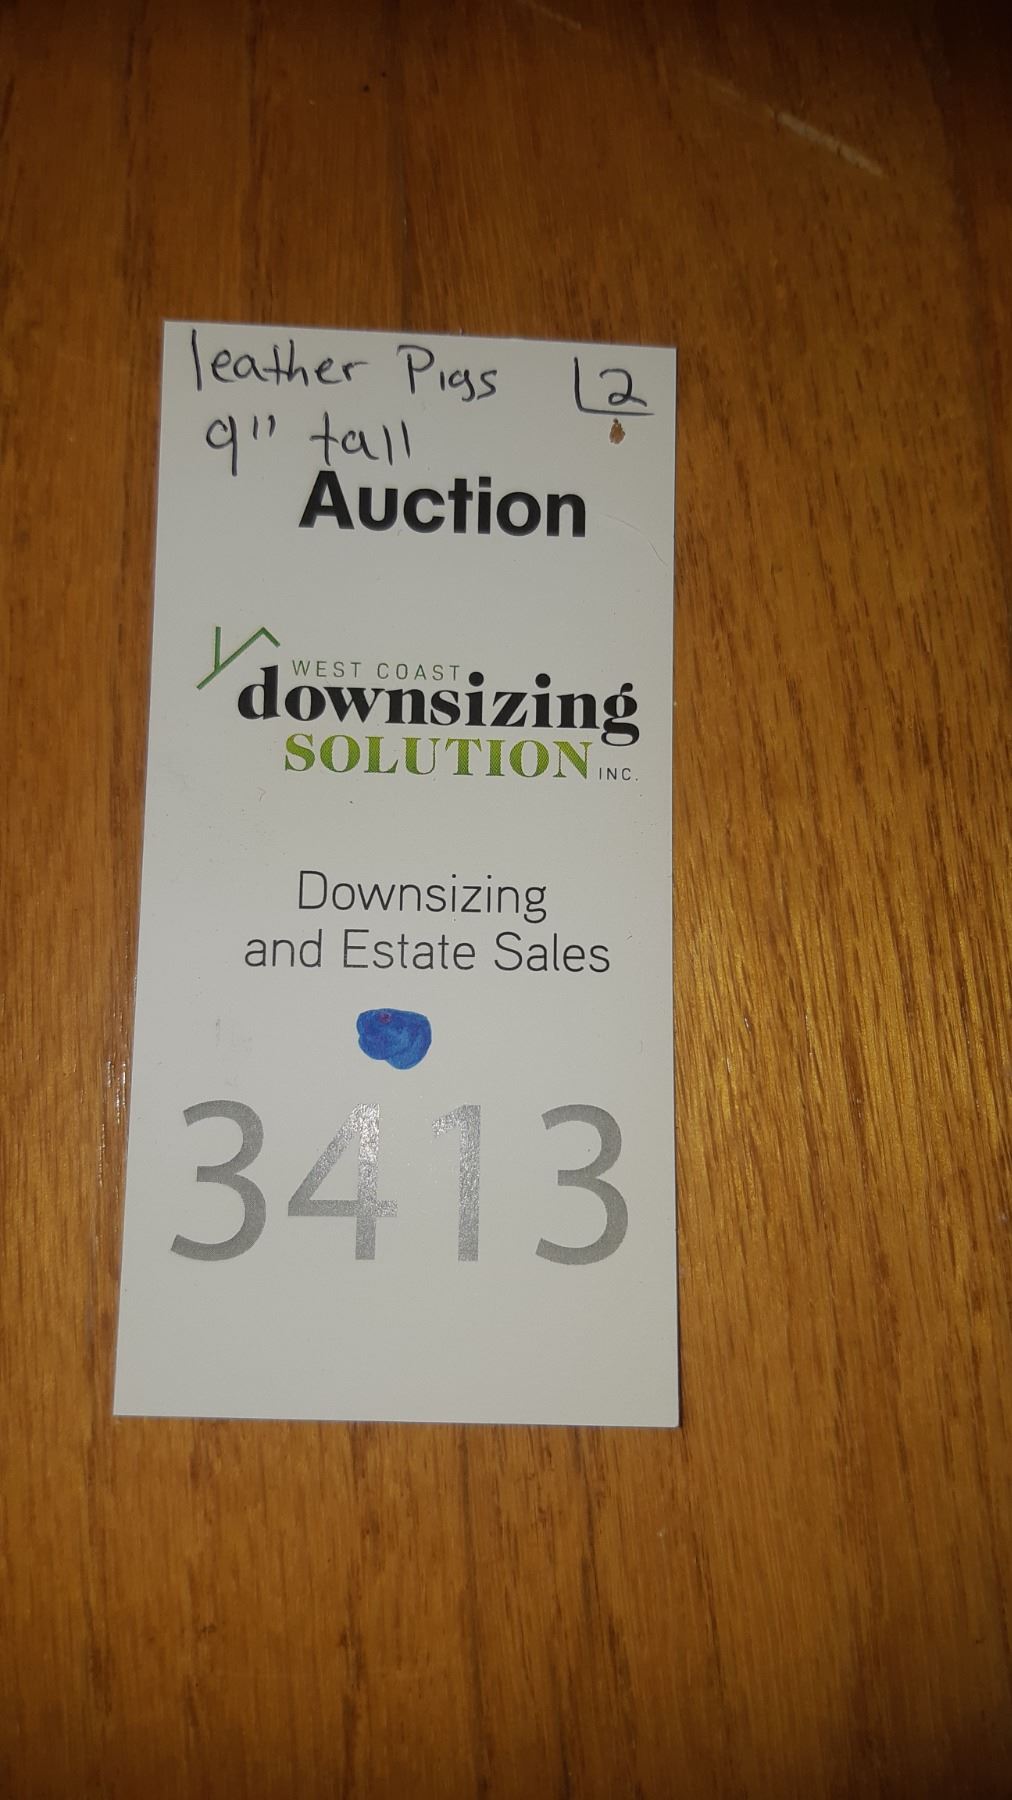 leather Pigs L2
9" tall
Auction
WEST COAST
downsizing
SOLUTION INC.
Downsizing
and Estate Sales
3413